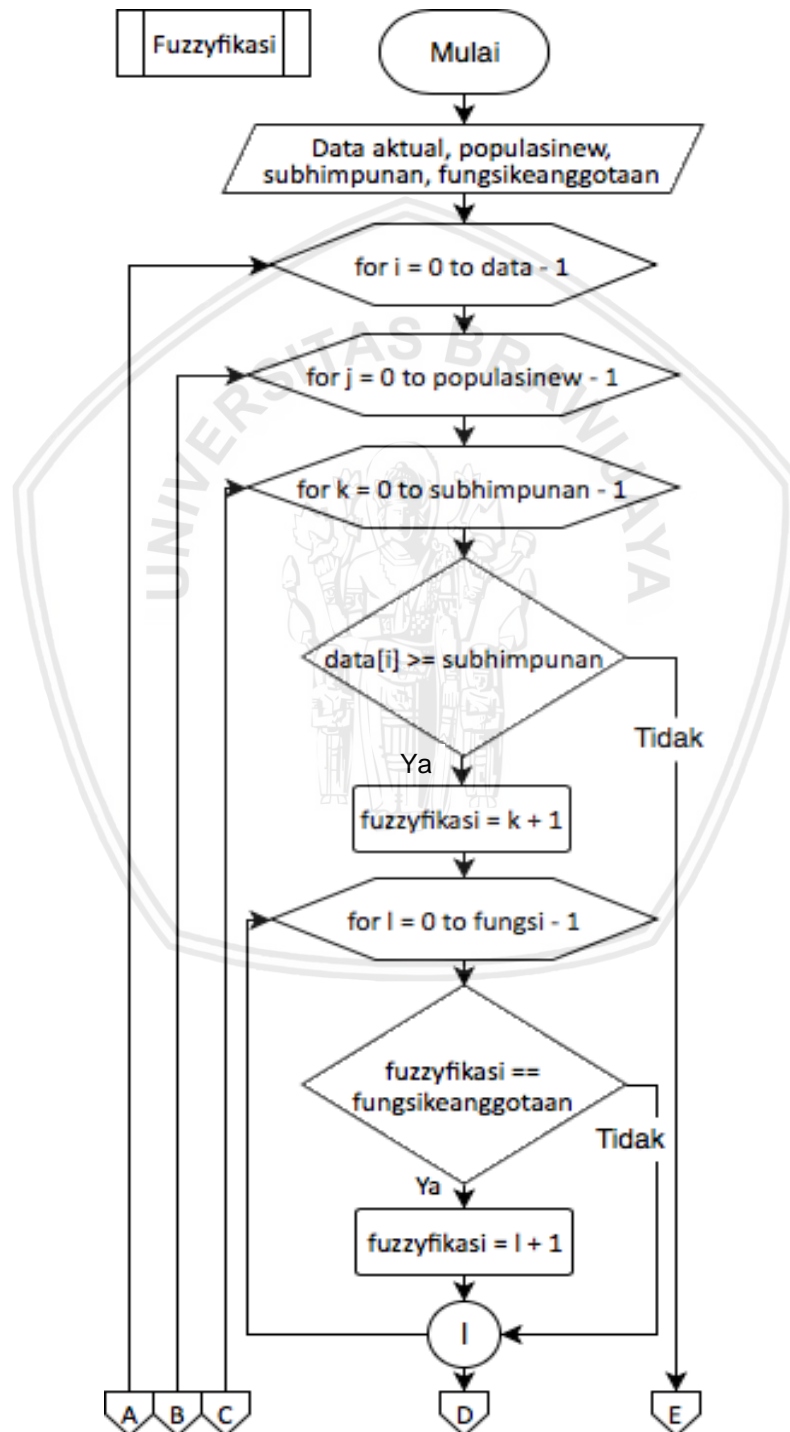 Fuzzyfikasi
Mulai
Data aktual, populasinew,
subhimpunan, fungsikeanggotaan
for i = 0 to data - 1
for j = 0 to populasinew - 1
for k = 0 to subhimpunan - 1
data[i] >= subhimpunan
Tidak
Ya
fuzzyfikasi = k + 1
for l = 0 to fungsi - 1
fuzzyfikasi ==
fungsikeanggotaan
Tidak
Ya
fuzzyfikasi = l + 1
l
A
B
C
D
E
UNIVERSITAS BRAWIJAYA